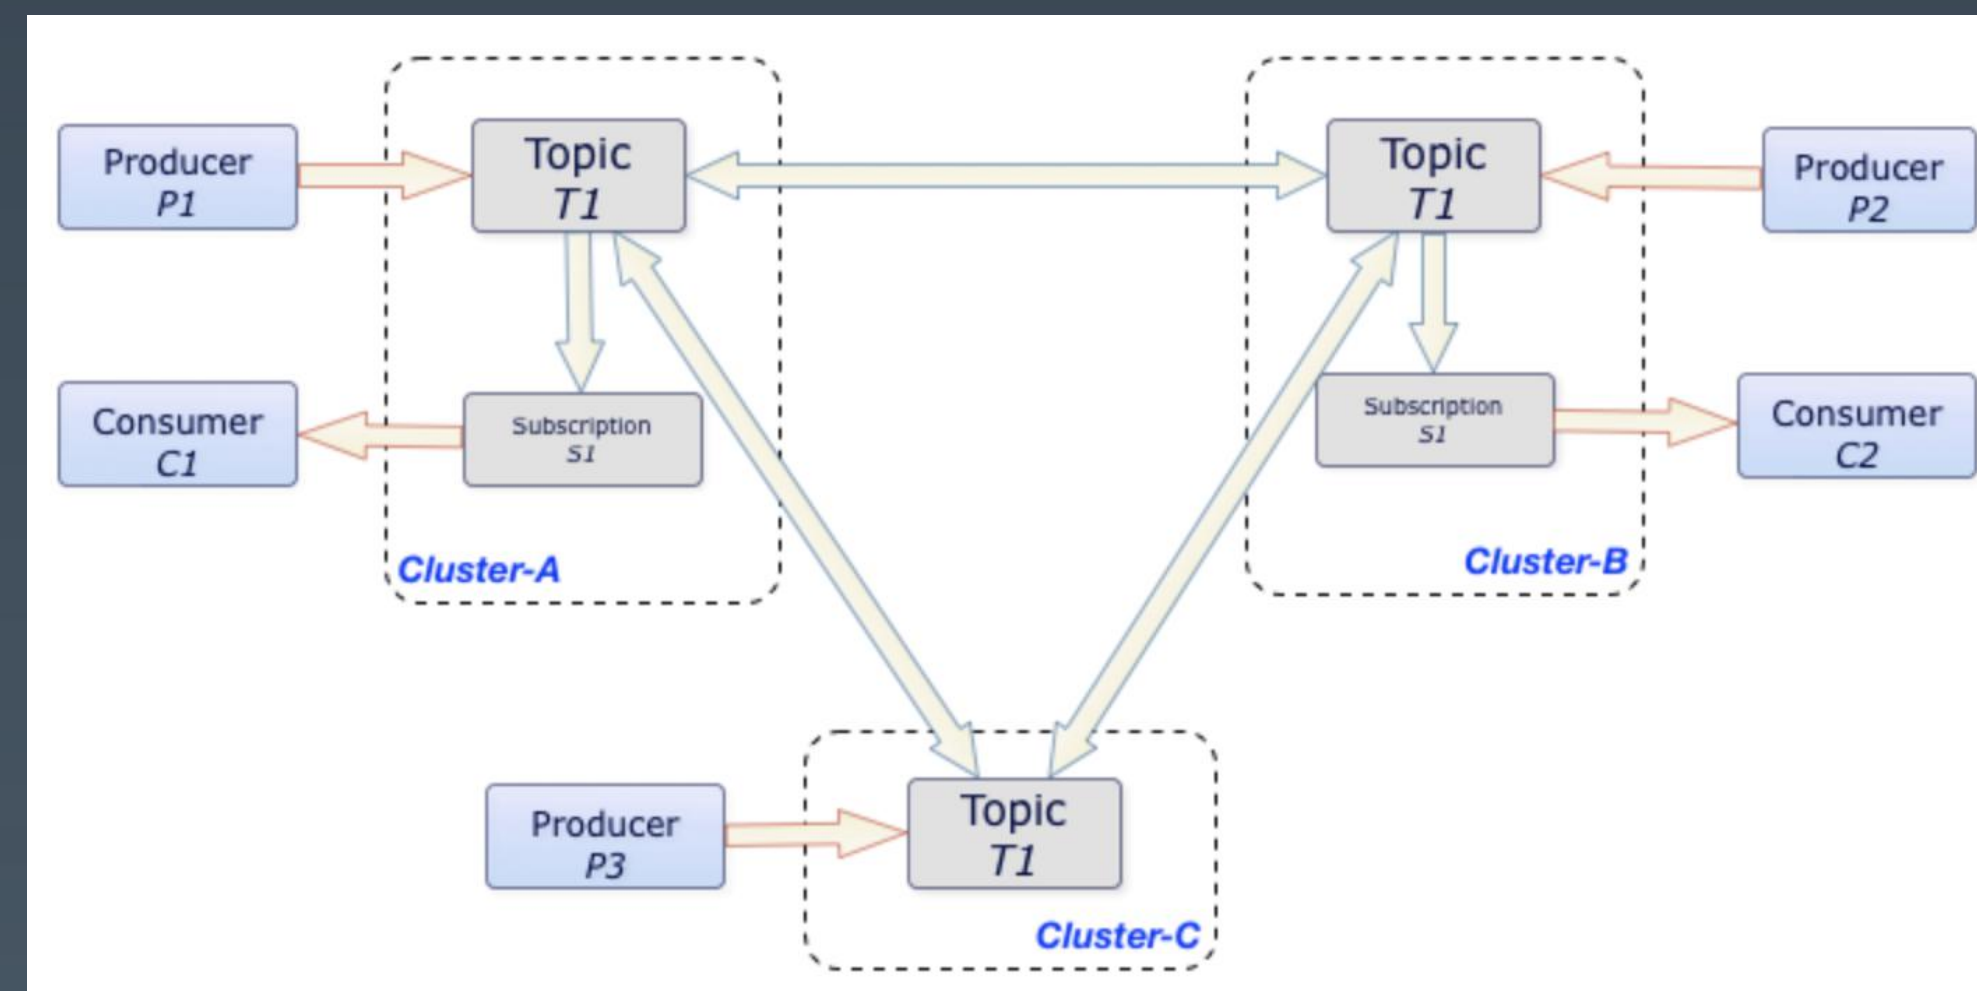 Producer
P1
Topic
T1
Topic
T1
Producer
P2
Consumer
C1
Subscription
S1
Subscription
S1
Consumer
C2
Cluster-A
Cluster-B
Producer
P3
Topic
T1
Cluster-C